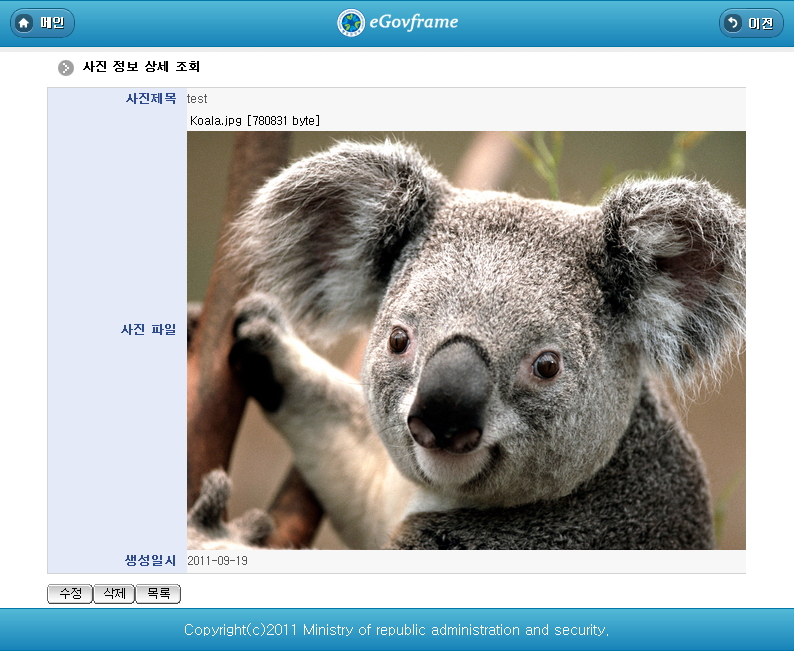 메인
eGovframe
이전
사진 정보 상세 조회
사진제목
test
Koala.jpg [780831 byte]
사진 파일
생성일시
2011-09-19
수정
삭제
목록
Copyright(c)2011 Ministry of republic administration and security.